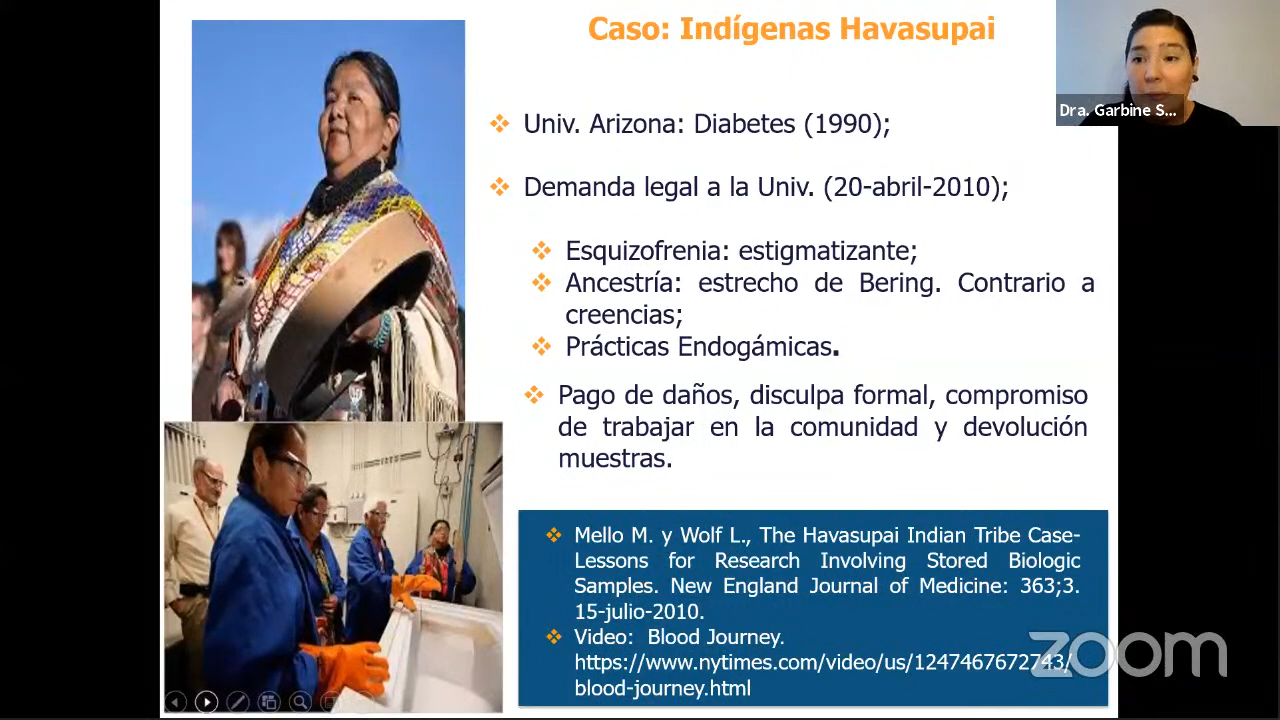 Caso: Indígenas Havasupai
Dra. Garbine S...
Univ. Arizona: Diabetes (1990);
Demanda legal a la Univ. (20-abril-2010);
Esquizofrenia: estigmatizante;
Ancestría: estrecho de Bering. Contrario a
creencias;
Prácticas Endogámicas.
Pago de daños, disculpa formal, compromiso
de trabajar en la comunidad y devolución
muestras.
Mello M. y Wolf L., The Havasupai Indian Tribe Case-
Lessons for Research Involving Stored Biologic
Samples. New England Journal of Medicine: 363;3.
15-julio-2010.
Video: Blood Journey.
https://www.nytimes.com/video/us/1247467672743/
blood-journey.html
zoom